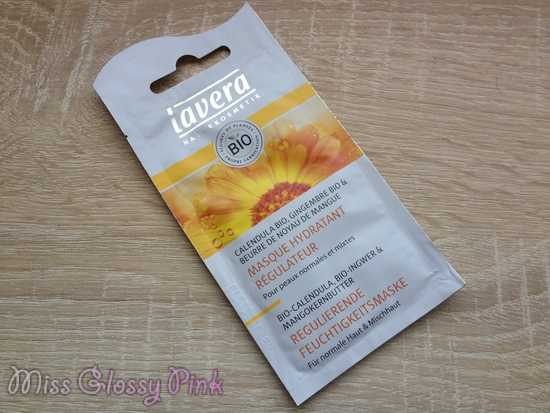 lavera
NATURKOSMETIK
BIO
CALENDULA BIO, GINGEMBRE BIO &
BEURRE DE NOYAU DE MANGUE
MASQUE HYDRATANT
RÉGULATEUR
Pour peaux normales et mixtes
BIO-CALENDULA, BIO-INGWER &
MANGOKERNBUTTER
REGULIERENDE
FEUCHTIGKEITSMASKE
Für normale Haut & Mischhaut
Miss Glossy Pink